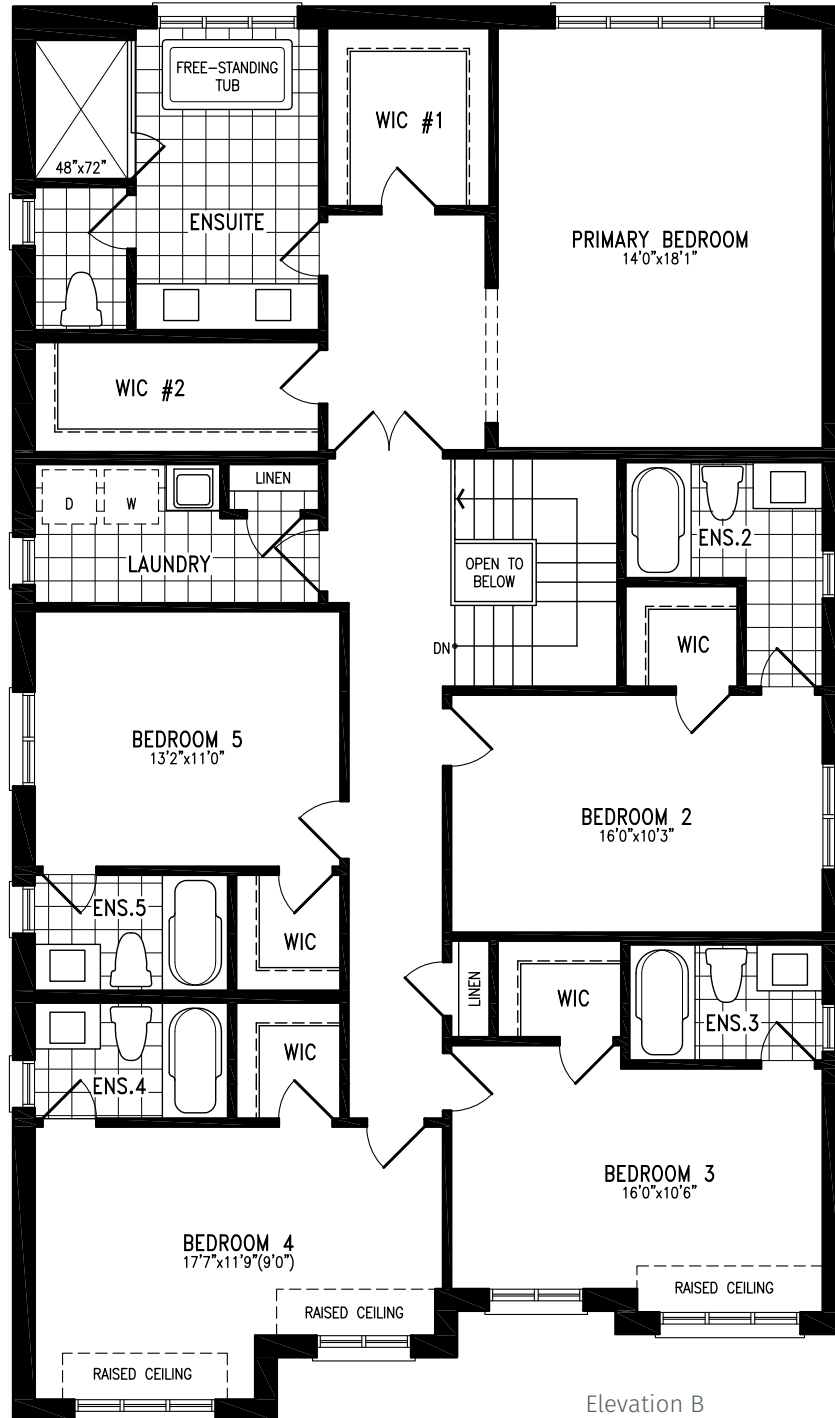 FREE-STANDING
TUB
WIC #1
48"x72"
ENSUITE
PRIMARY BEDROOM
14'0"x18'1"
WIC #2
LINEN
D
W
LAUNDRY
OPEN TO
BELOW
ENS.2
DN
WIC
BEDROOM 5
13'2"x11'0"
BEDROOM 2
16'0"x10'3"
ENS.5
WIC
LINEN
WIC
ENS.3
WIC
ENS.4
BEDROOM 3
16'0"x10'6"
BEDROOM 4
17'7"x11'9"(9'0")
RAISED CEILING
RAISED CEILING
RAISED CEILING
Elevation B